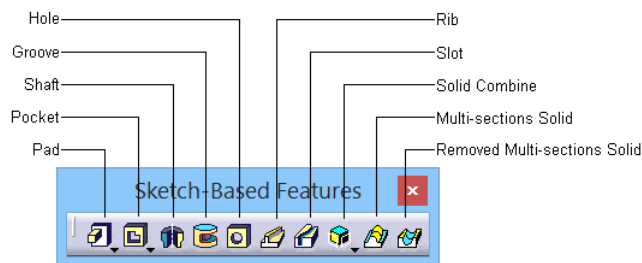 Hole
Rib
Groove
Slot
Shaft
Solid Combine
Pocket
Multi-sections Solid
Pad
Removed Multi-sections Solid
Sketch-Based Features
x